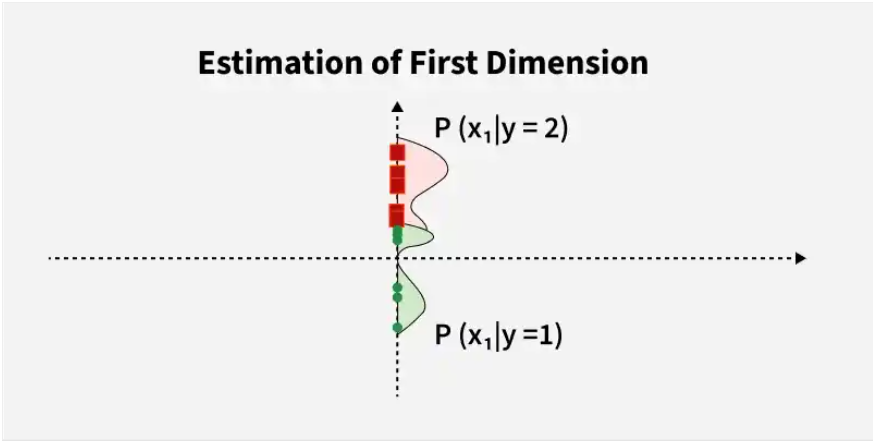 Estimation of First Dimension
P (x₁|y = 2)
P (x₁|y =1)